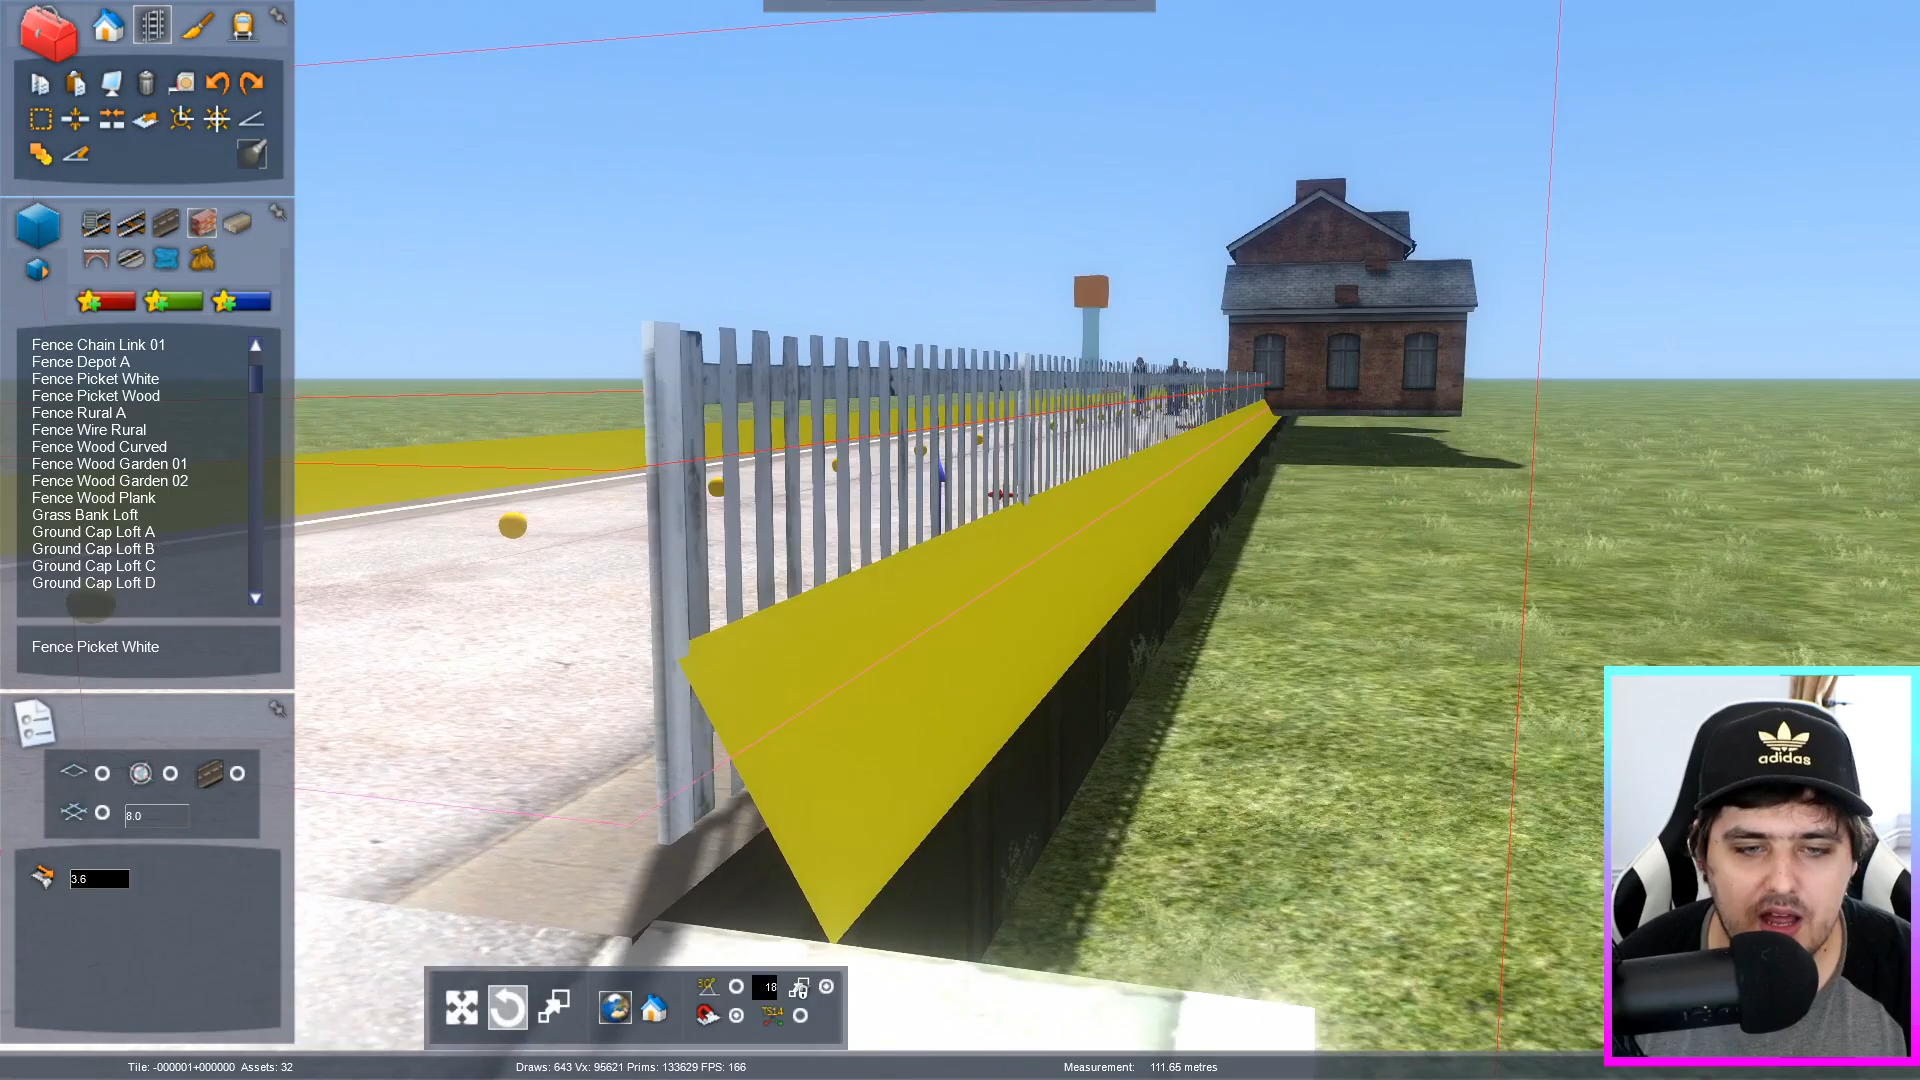 Fence Chain Link 01
Fence Depot A
Fence Picket White
Fence Picket Wood
Fence Rural A
Fence Wire Rural
Fence Wood Curved
Fence Wood Garden 01
Fence Wood Garden 02
Fence Wood Plank
Grass Bank Loft
Ground Cap Loft A
Ground Cap Loft B
Ground Cap Loft C
Ground Cap Loft D
Fence Picket White
8.0
3.6
adidas
30
18
TS14
Tile: -000001+000000 Assets: 32
Draws: 643 Vx: 95621 Prims: 133629 FPS: 166
Measurement: 111.65 metres